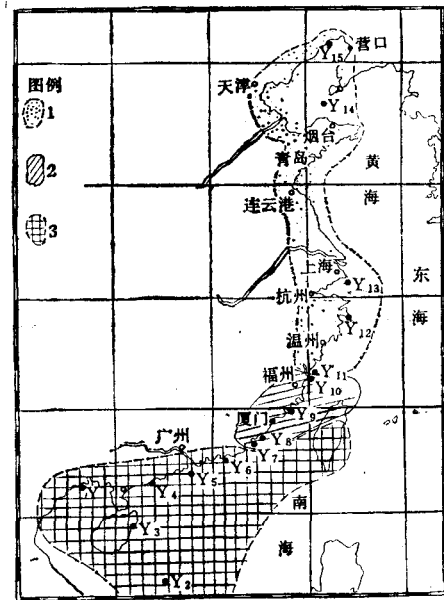 营口
Y15
天津
图例
1
Y14
烟台
青岛
黄
海
2
连云港
3
上海
东
海
杭州
Y13
Y12
温州
Y11
福州
Y10
Y9
厦门
Y8
广州
Y7
Y6
Y5
Y4
Y
南
海
Y3
Y2